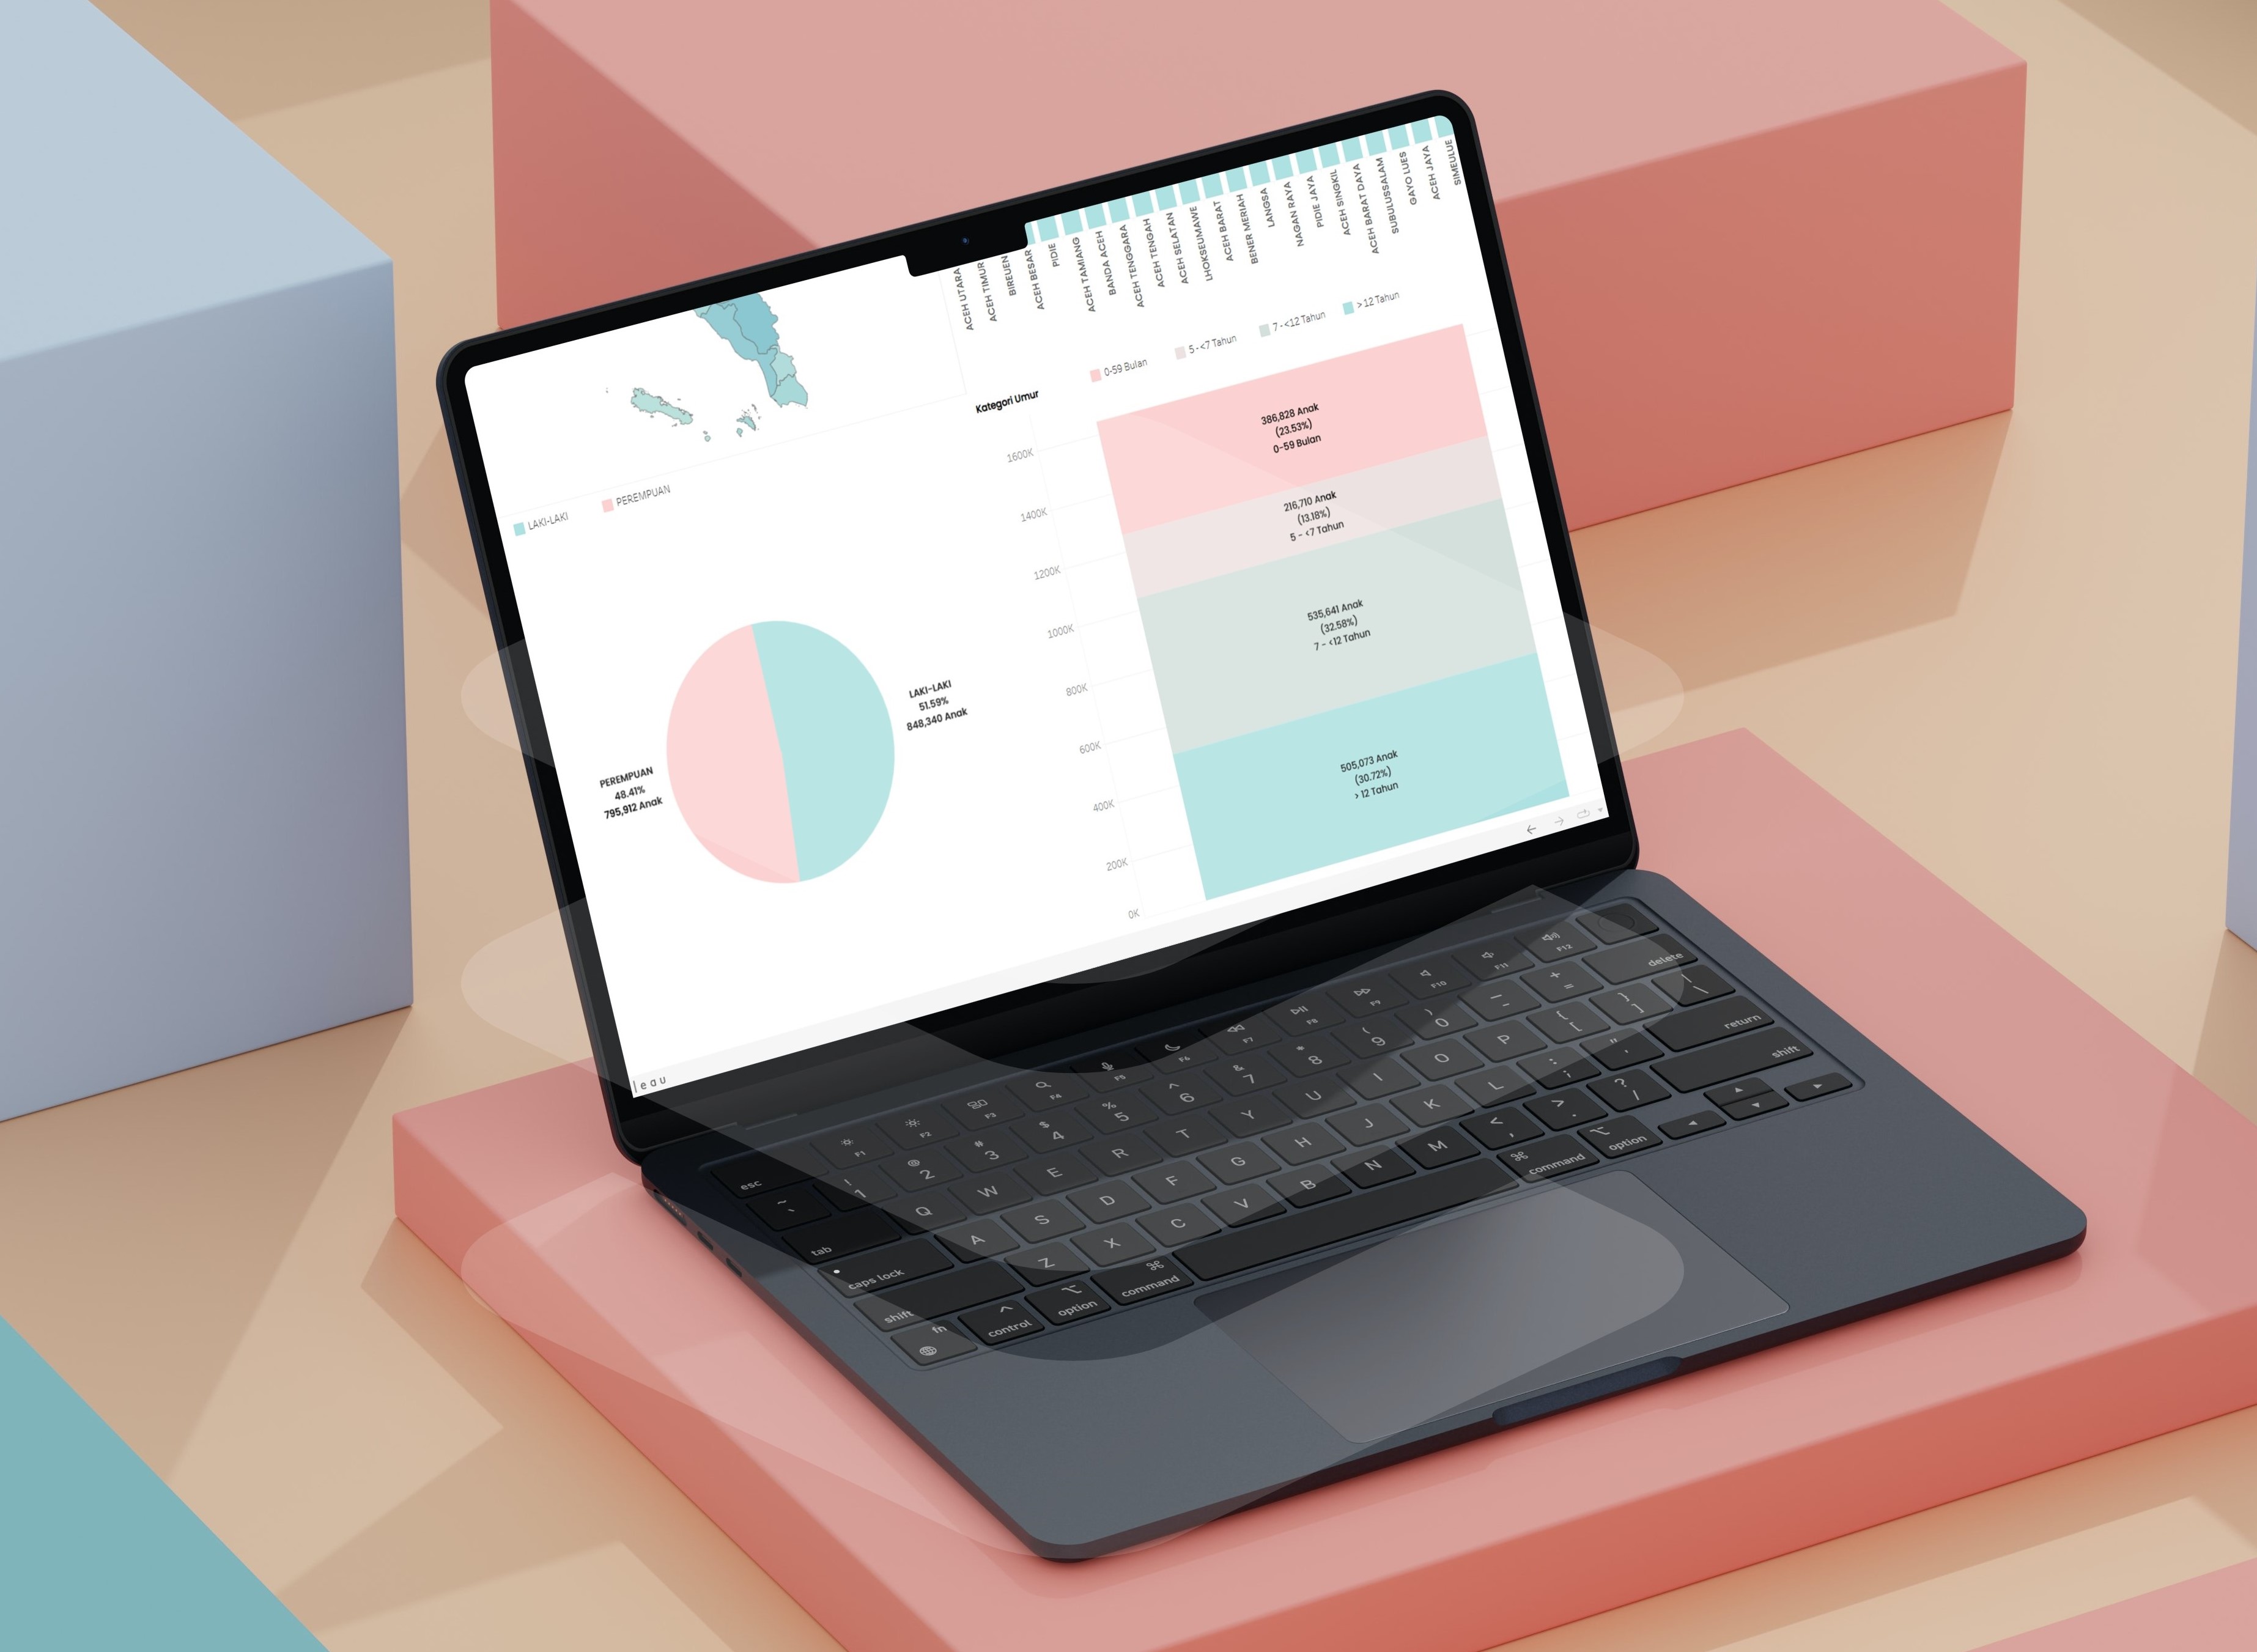 ACEH UTARA
ACEH TIMUR
BIREUEN
ACEH BESAR
PIDIE
ACEH TAMIANG
BANDA ACEH
ACEH TENGGARA
ACEH TENGAH
ACEH SELATAN
LHOKSEUMAWE
ACEH BARAT
BENER MERIAH
LANGSA
NAGAN RAYA
PIDIE JAYA
ACEH SINGKIL
ACEH BARAT DAYA
SUBULUSSALAM
GAYO LUES
ACEH JAYA
SIMEULUE
LAKI-LAKI
PEREMPUAN
LAKI-LAKI
51.59%
848,340 Anak
PEREMPUAN
48.41%
795,912 Anak
Kategori Umur
0-59 Bulan
5 - <7 Tahun
7 - <12 Tahun
> 12 Tahun
1600K
1400K
1200K
1000K
800K
600K
400K
200K
0K
386,828 Anak
(23.53%)
0-59 Bulan
216,710 Anak
(13.18%)
5 - <7 Tahun
535,641 Anak
(32.58%)
7 - <12 Tahun
505,073 Anak
(30.72%)
> 12 Tahun
leau
esc F1 F2 F3 F4 F5 F6 F7 F8 F9 F10 F11 F12
~ ` ! 1 @ 2 # 3 $ 4 % 5 ^ 6 & 7 * 8 ( 9 ) 0 _ - + = delete
tab Q W E R T Y U I O P { [ } ] | \
caps lock A S D F G H J K L : ; " ' return
shift Z X C V B N M < , > . ? / shift
fn control option command command option